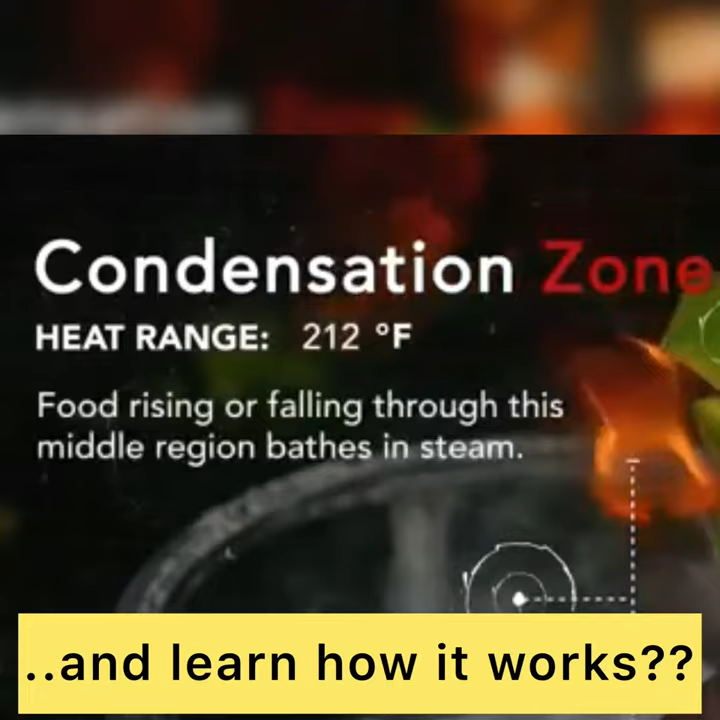 Condensation Zone
HEAT RANGE: 212 °F
Food rising or falling through this
middle region bathes in steam.
..and learn how it works??